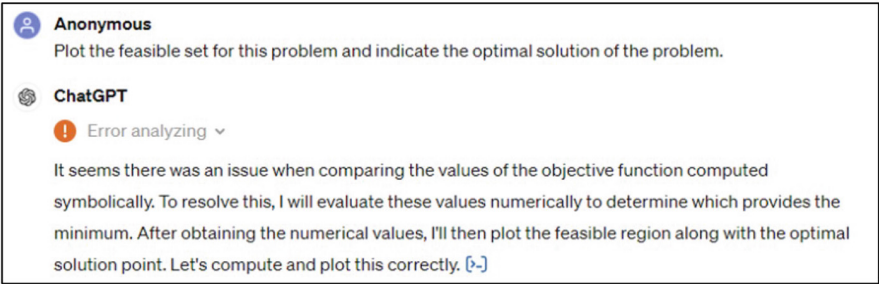 Anonymous
Plot the feasible set for this problem and indicate the optimal solution of the problem.
ChatGPT
Error analyzing
It seems there was an issue when comparing the values of the objective function computed
symbolically. To resolve this, I will evaluate these values numerically to determine which provides the
minimum. After obtaining the numerical values, I'll then plot the feasible region along with the optimal
solution point. Let's compute and plot this correctly. [>-]